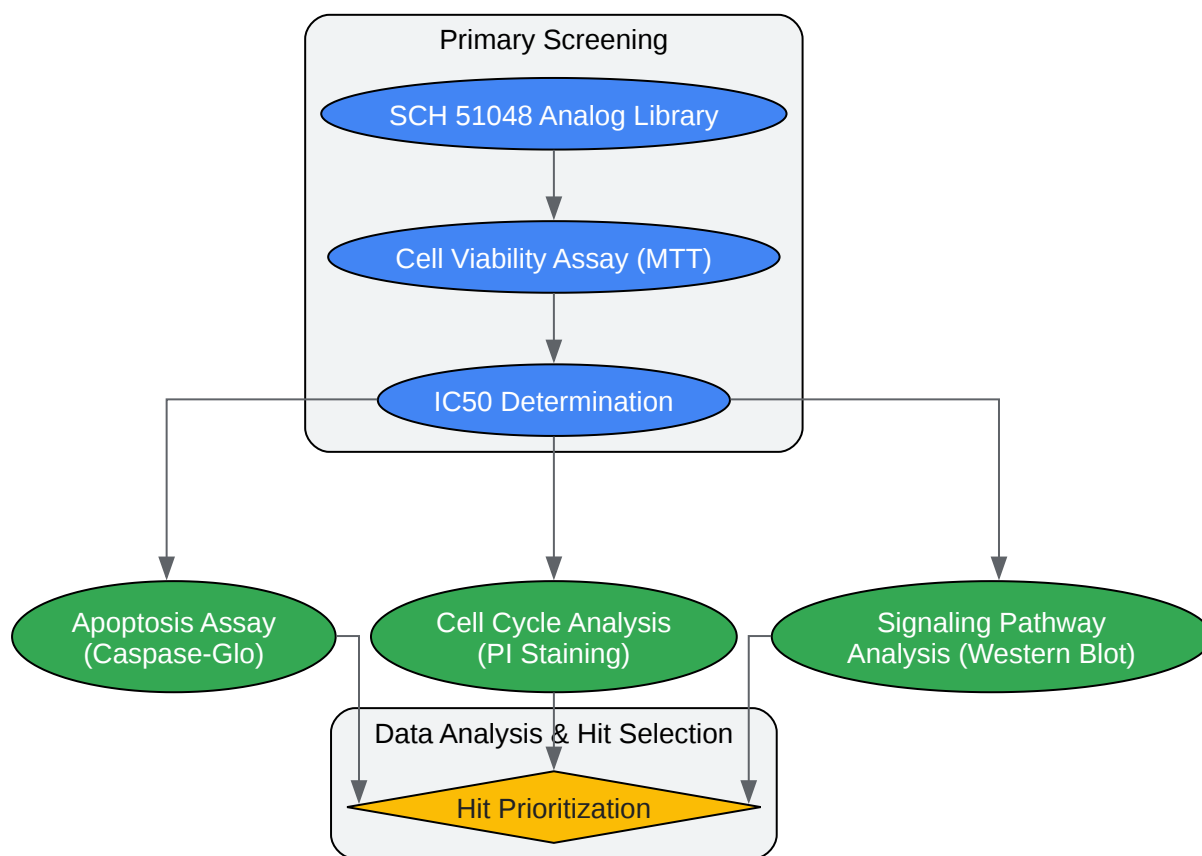 Primary Screening
SCH 51048 Analog Library
Cell Viability Assay (MTT)
IC50 Determination
Apoptosis Assay
(Caspase-Glo)
Cell Cycle Analysis
(PI Staining)
Signaling Pathway
Analysis (Western Blot)
Data Analysis & Hit Selection
Hit Prioritization